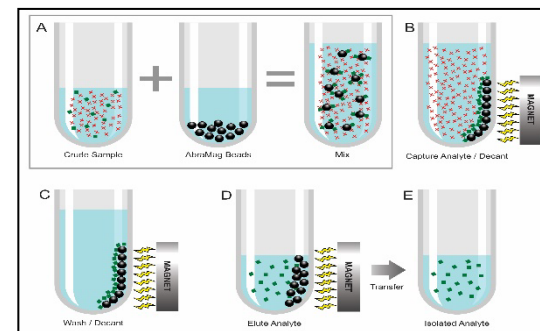 A
B
Crude Sample
AbraMag Beads
Mix
MAGNET
Capture Analyte / Decant
C
D
E
MAGNET
MAGNET
Transfer
Wash / Decant
Elute Analyte
Isolated Analyte